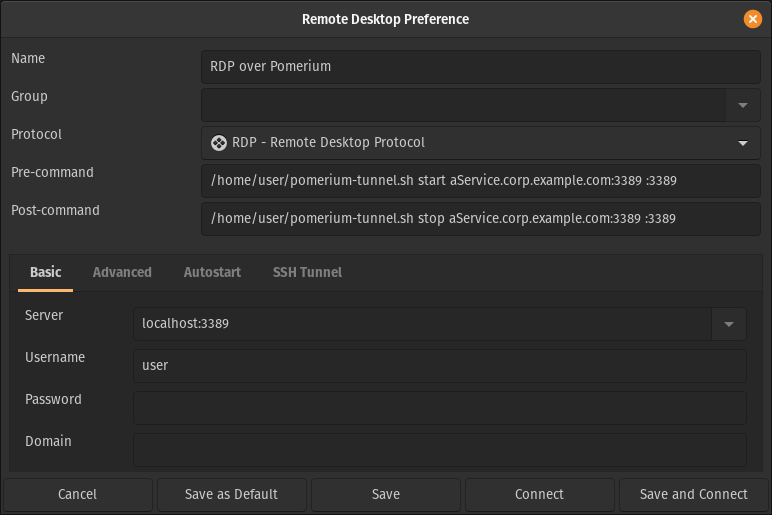 Remote Desktop Preference
Name
RDP over Pomerium
Group
Protocol
RDP - Remote Desktop Protocol
Pre-command
/home/user/pomerium-tunnel.sh start aService.corp.example.com:3389 :3389
Post-command
/home/user/pomerium-tunnel.sh stop aService.corp.example.com:3389 :3389
Basic Advanced Autostart SSH Tunnel
Server
localhost:3389
Username
user
Password
Domain
Cancel Save as Default Save Connect Save and Connect